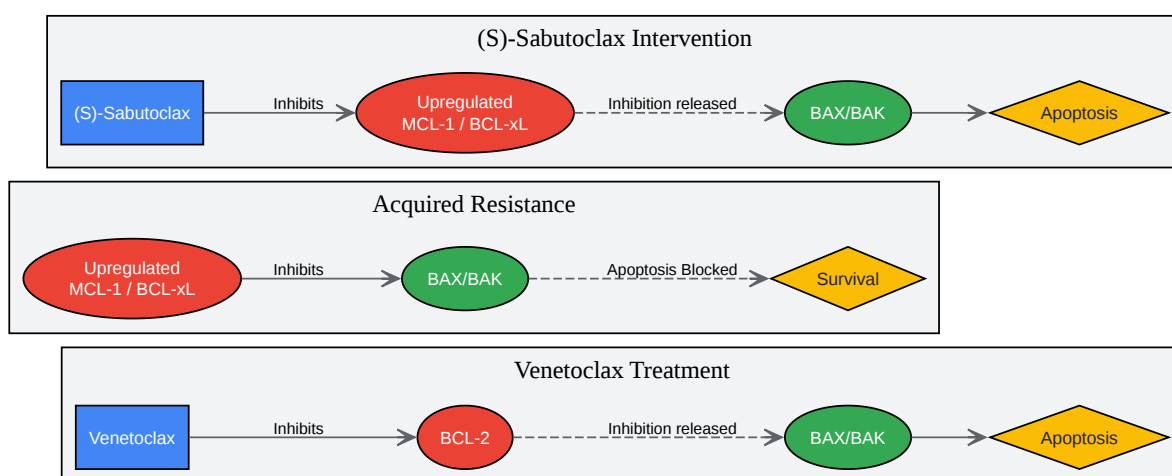 (S)-Sabutoclax Intervention
(S)-Sabutoclax
Inhibits
Upregulated
MCL-1 / BCL-xL
Inhibition released
BAX/BAK
Apoptosis
Acquired Resistance
Upregulated
MCL-1 / BCL-xL
Inhibits
BAX/BAK
Apoptosis Blocked
Survival
Venetoclax Treatment
Venetoclax
Inhibits
BCL-2
Inhibition released
BAX/BAK
Apoptosis